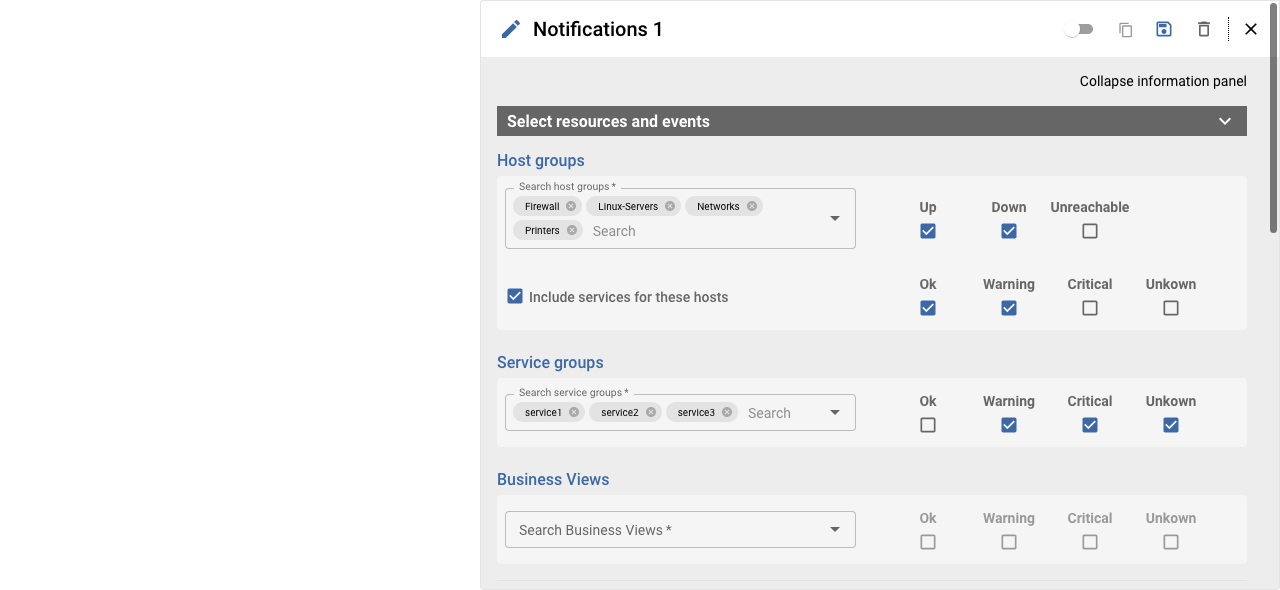 Notifications 1
Collapse information panel
Select resources and events
Host groups
Search host groups *
Firewall Linux-Servers Networks
Printers Search
Up Down Unreachable
Include services for these hosts
Ok Warning Critical Unkown
Service groups
Search service groups *
service1 service2 service3 Search
Ok Warning Critical Unkown
Business Views
Search Business Views *
Ok Warning Critical Unkown